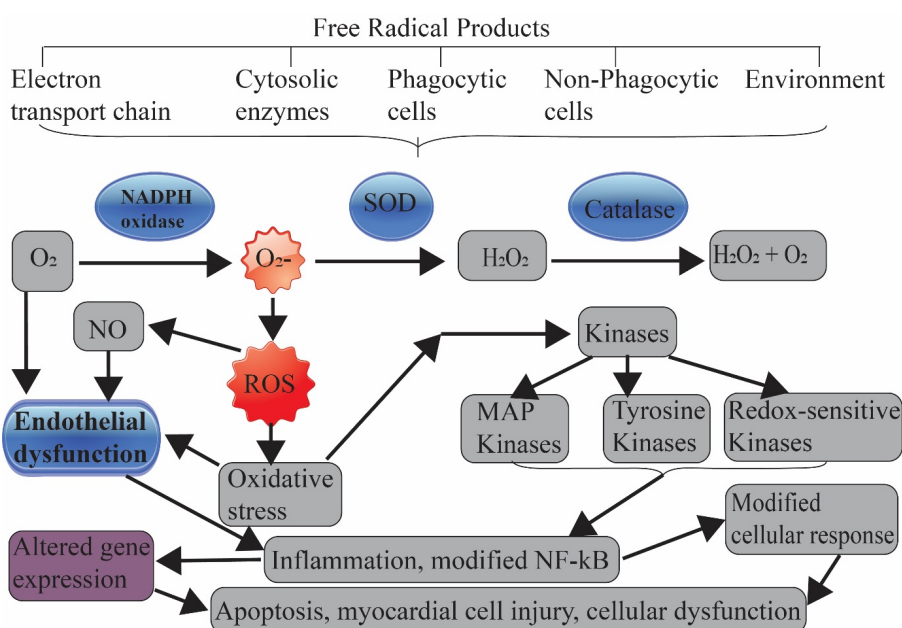 Free Radical Products
Electron
transport chain
Cytosolic
enzymes
Phagocytic
cells
Non-Phagocytic
cells
Environment
NADPH
oxidase
SOD
Catalase
O₂
O₂-
H₂O₂
H₂O₂ + O₂
NO
ROS
Kinases
Endothelial
dysfunction
MAP
Kinases
Tyrosine
Kinases
Redox-sensitive
Kinases
Oxidative
stress
Modified
cellular response
Altered gene
expression
Inflammation, modified NF-kB
Apoptosis, myocardial cell injury, cellular dysfunction